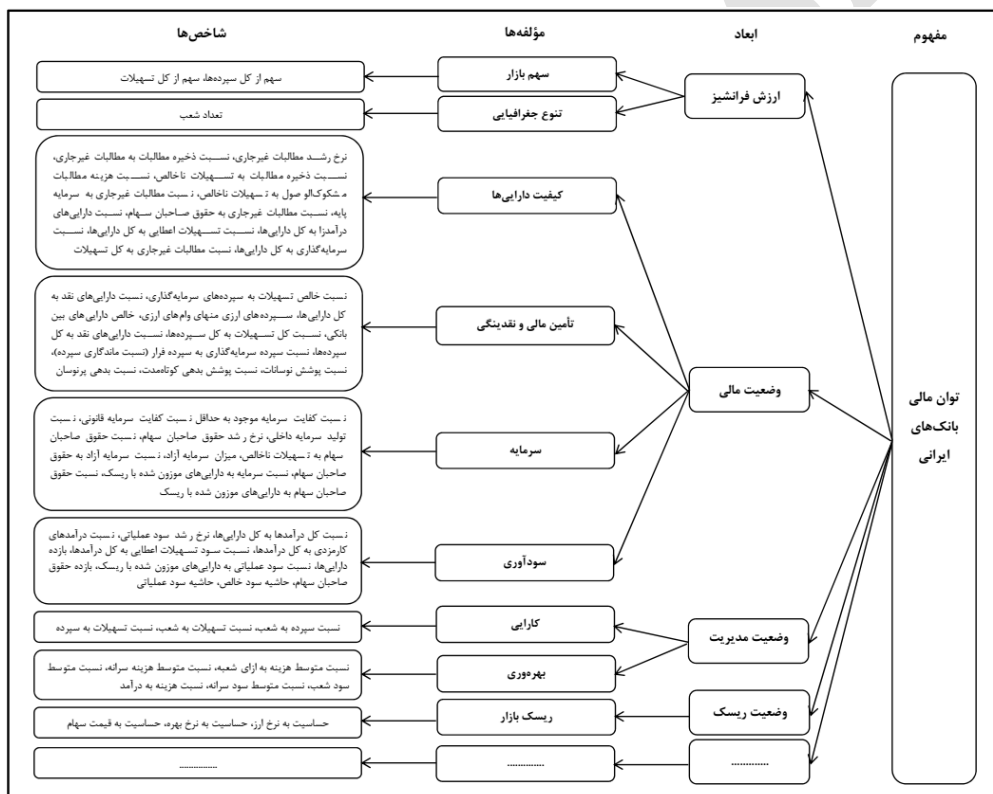 مفهوم
ابعاد
مؤلفه‌ها
شاخص‌ها
توان مالی
بانک‌های
ایرانی
ارزش فرانشیز
سهم بازار
سهم از کل سپرده‌ها، سهم از کل تسهیلات
تنوع جغرافیایی
تعداد شعب
وضعیت مالی
کیفیت دارایی‌ها
نرخ رشد مطالبات غیرجاری، نسبت ذخیره مطالبات به مطالبات غیرجاری،
نسبت ذخیره مطالبات به تسهیلات ناخالص، نسبت هزینه مطالبات
مشکوک‌الوصول به تسهیلات ناخالص، نسبت مطالبات غیرجاری به سرمایه
پایه، نسبت مطالبات غیرجاری به حقوق صاحبان سهام، نسبت دارایی‌های
درآمدزا به کل دارایی‌ها، نسبت تسهیلات اعطایی به کل دارایی‌ها، نسبت
سرمایه‌گذاری به کل دارایی‌ها، نسبت مطالبات غیرجاری به کل تسهیلات
تأمین مالی و نقدینگی
نسبت خالص تسهیلات به سپرده‌های سرمایه‌گذاری، نسبت دارایی‌های نقد به
کل دارایی‌ها، سپرده‌های ارزی منهای وام‌های ارزی، خالص دارایی‌های بین
بانکی، نسبت کل تسهیلات به کل سپرده‌ها، نسبت دارایی‌های نقد به کل
سپرده‌ها، نسبت سپرده سرمایه‌گذاری به سپرده فرار (نسبت ماندگاری سپرده)،
نسبت پوشش نوسانات، نسبت پوشش بدهی کوتاه‌مدت، نسبت بدهی پرنوسان
سرمایه
نسبت کفایت سرمایه موجود به حداقل نسبت کفایت سرمایه قانونی، نسبت
تولید سرمایه داخلی، نرخ رشد حقوق صاحبان سهام، نسبت حقوق صاحبان
سهام به تسهیلات ناخالص، میزان سرمایه آزاد، نسبت سرمایه آزاد به حقوق
صاحبان سهام، نسبت سرمایه به دارایی‌های موزون شده با ریسک، نسبت حقوق
صاحبان سهام به دارایی‌های موزون شده با ریسک
سودآوری
نسبت کل درآمدها به کل دارایی‌ها، نرخ رشد سود عملیاتی، نسبت درآمدهای
کارمزدی به کل درآمدها، نسبت سود تسهیلات اعطایی به کل درآمدها، بازده
دارایی‌ها، نسبت سود عملیاتی به دارایی‌های موزون شده با ریسک، بازده حقوق
صاحبان سهام، حاشیه سود خالص، حاشیه سود عملیاتی
وضعیت مدیریت
کارایی
نسبت سپرده به شعب، نسبت تسهیلات به شعب، نسبت تسهیلات به سپرده
بهره‌وری
نسبت متوسط هزینه به ازای شعبه، نسبت متوسط هزینه سرانه، نسبت متوسط
سود شعب، نسبت متوسط سود سرانه، نسبت هزینه به درآمد
وضعیت ریسک
ریسک بازار
حساسیت به نرخ ارز، حساسیت به نرخ بهره، حساسیت به قیمت سهام
.............
..............
...............